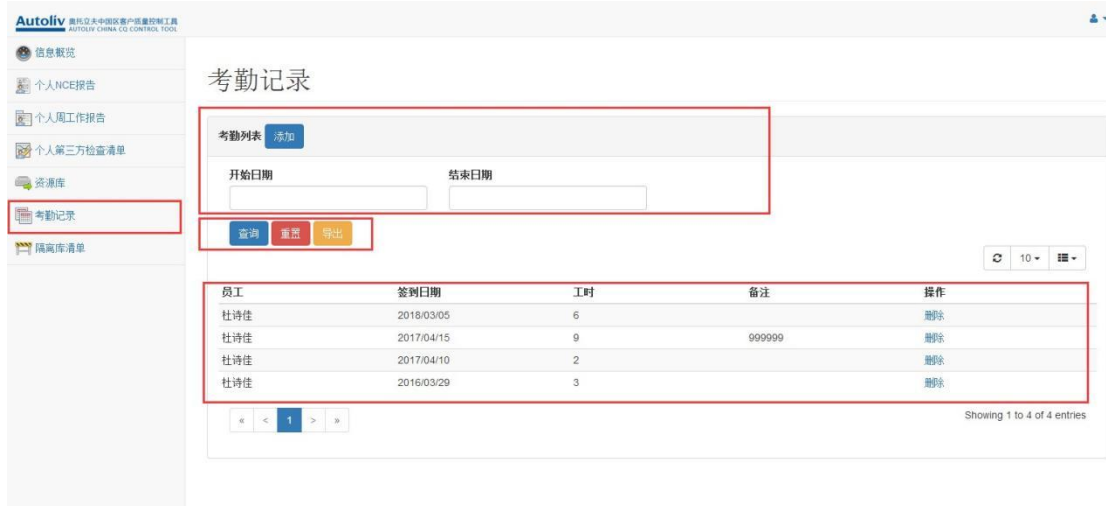 Autoliv 奥托立夫中国区客户质量控制工具
AUTOLIV CHINA CQ CONTROL TOOL
信息概览
个人NCE报告
个人周工作报告
个人第三方检查清单
资源库
考勤记录
隔离库清单
考勤记录
考勤列表 添加
开始日期 结束日期
查询 重置 导出
10
员工 签到日期 工时 备注 操作
杜诗佳 2018/03/05 6 删除
杜诗佳 2017/04/15 9 999999 删除
杜诗佳 2017/04/10 2 删除
杜诗佳 2016/03/29 3 删除
« < 1 > »
Showing 1 to 4 of 4 entries